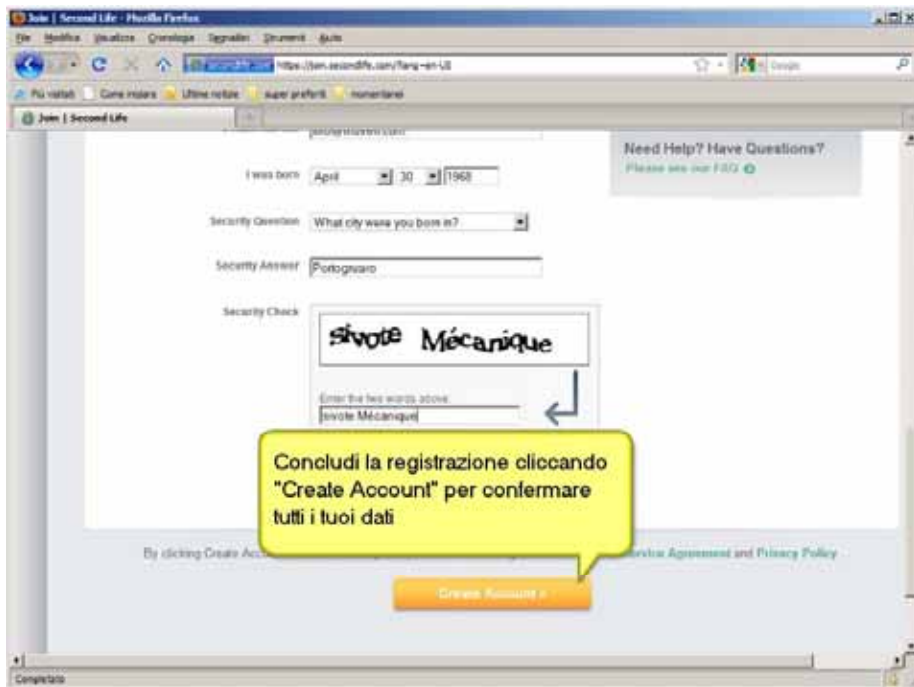 Join | Second Life - Mozilla Firefox
File Modifica Visualizza Cronologia Segnalibri Strumenti Aiuto
https://join.secondlife.com/?lang=en-US
Google
Più visitati Come iniziare Ultime notizie super preferiti momentanei
Join | Second Life
Need Help? Have Questions?
Please see our FAQ
I was born April 30 1968
Security Question What city were you born in?
Security Answer Portogruaro
Security Check
sivote Mécanique
Enter the two words above:
sivote Mécanique
Concludi la registrazione cliccando
"Create Account" per confermare
tutti i tuoi dati
By clicking Create Service Agreement and Privacy Policy
Create Account »
Completato